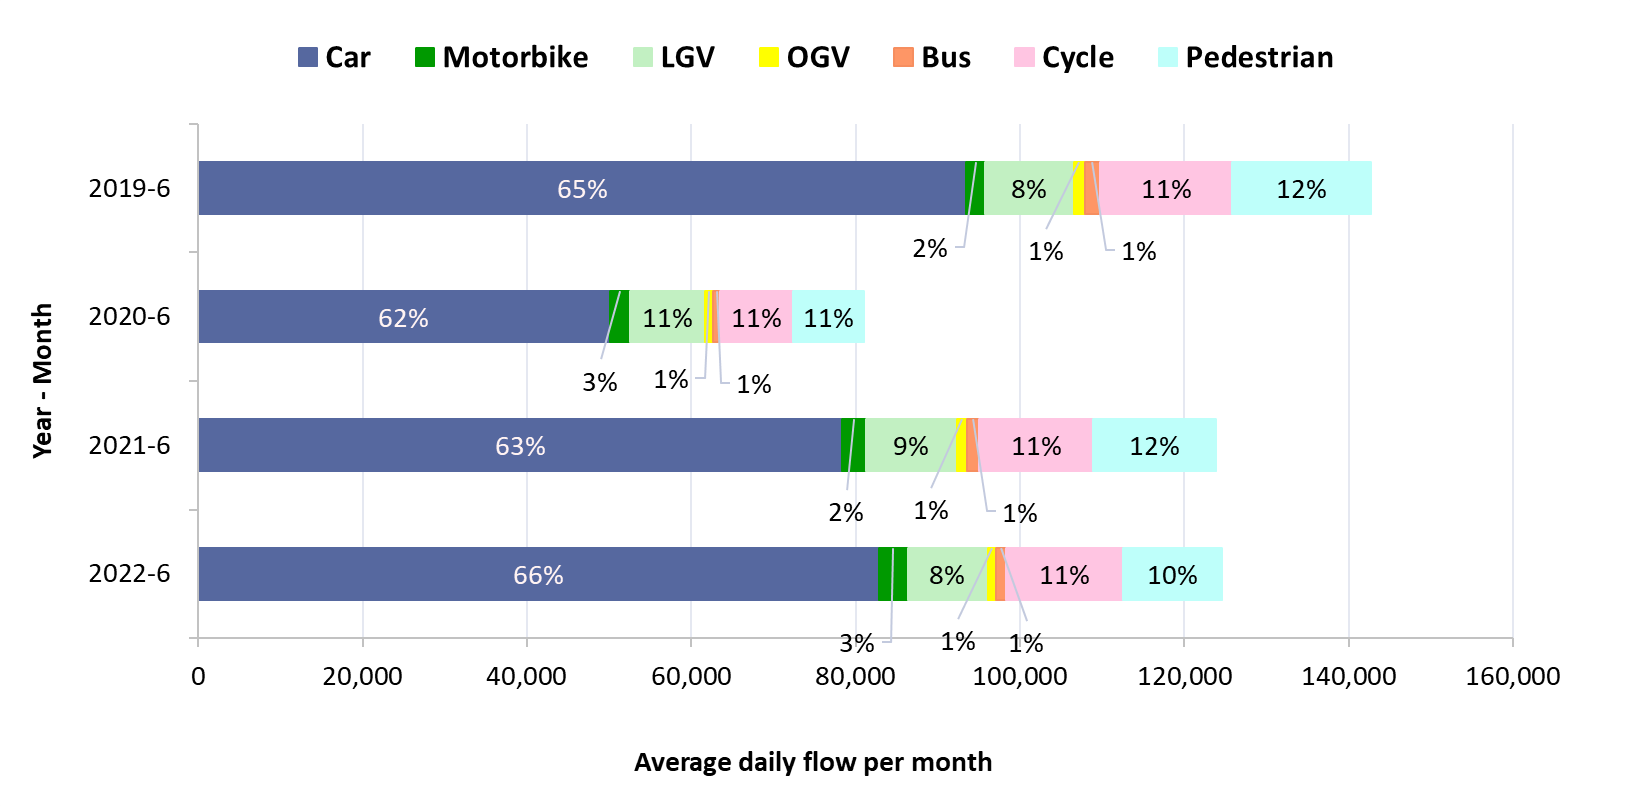 Car Motorbike LGV OGV Bus Cycle Pedestrian
Year - Month
2019-6 65% 8% 11% 12%
2% 1% 1%
2020-6 62% 11% 11% 11%
3% 1% 1%
2021-6 63% 9% 11% 12%
2% 1% 1%
2022-6 66% 8% 11% 10%
3% 1% 1%
0 20,000 40,000 60,000 80,000 100,000 120,000 140,000 160,000
Average daily flow per month